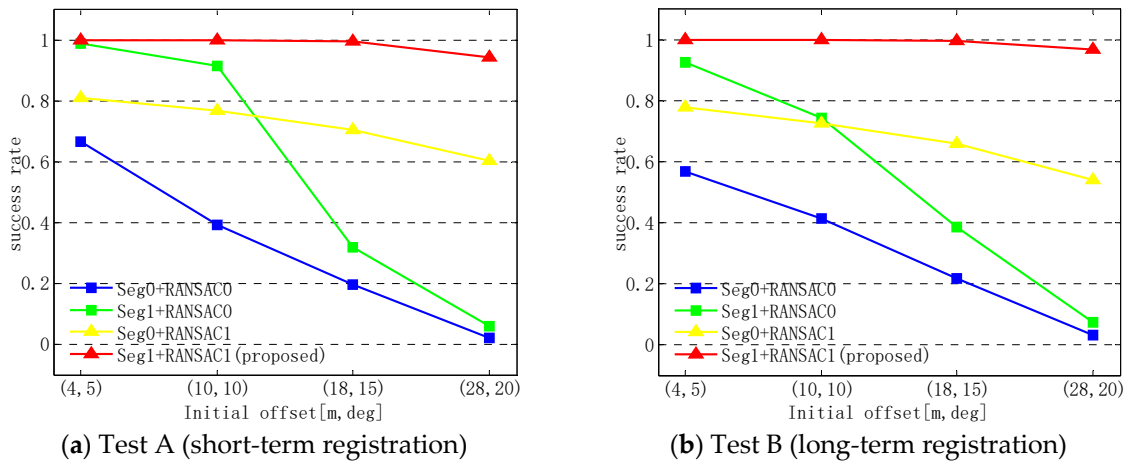 1
0.8
0.6
0.4
0.2
0
success rate
Seg0+RANSAC0
Seg1+RANSAC0
Seg0+RANSAC1
Seg1+RANSAC1(proposed)
(4,5)
(10,10)
(18,15)
(28,20)
Initial offset[m,deg]
(a) Test A (short-term registration)
1
0.8
0.6
0.4
0.2
0
success rate
Seg0+RANSAC0
Seg1+RANSAC0
Seg0+RANSAC1
Seg1+RANSAC1(proposed)
(4,5)
(10,10)
(18,15)
(28,20)
Initial offset[m,deg]
(b) Test B (long-term registration)